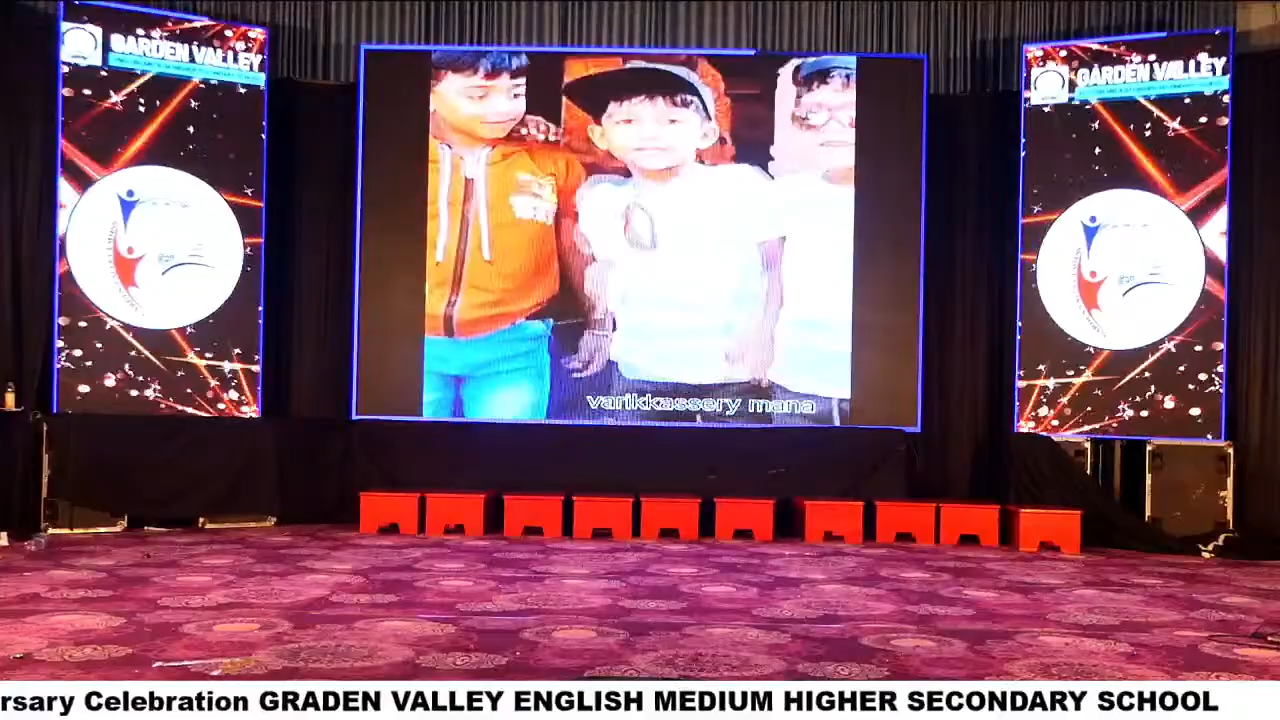 GARDEN VALLEY
GARDEN VALLEY
varikkassery mana
rsary Celebration GRADEN VALLEY ENGLISH MEDIUM HIGHER SECONDARY SCHOOL